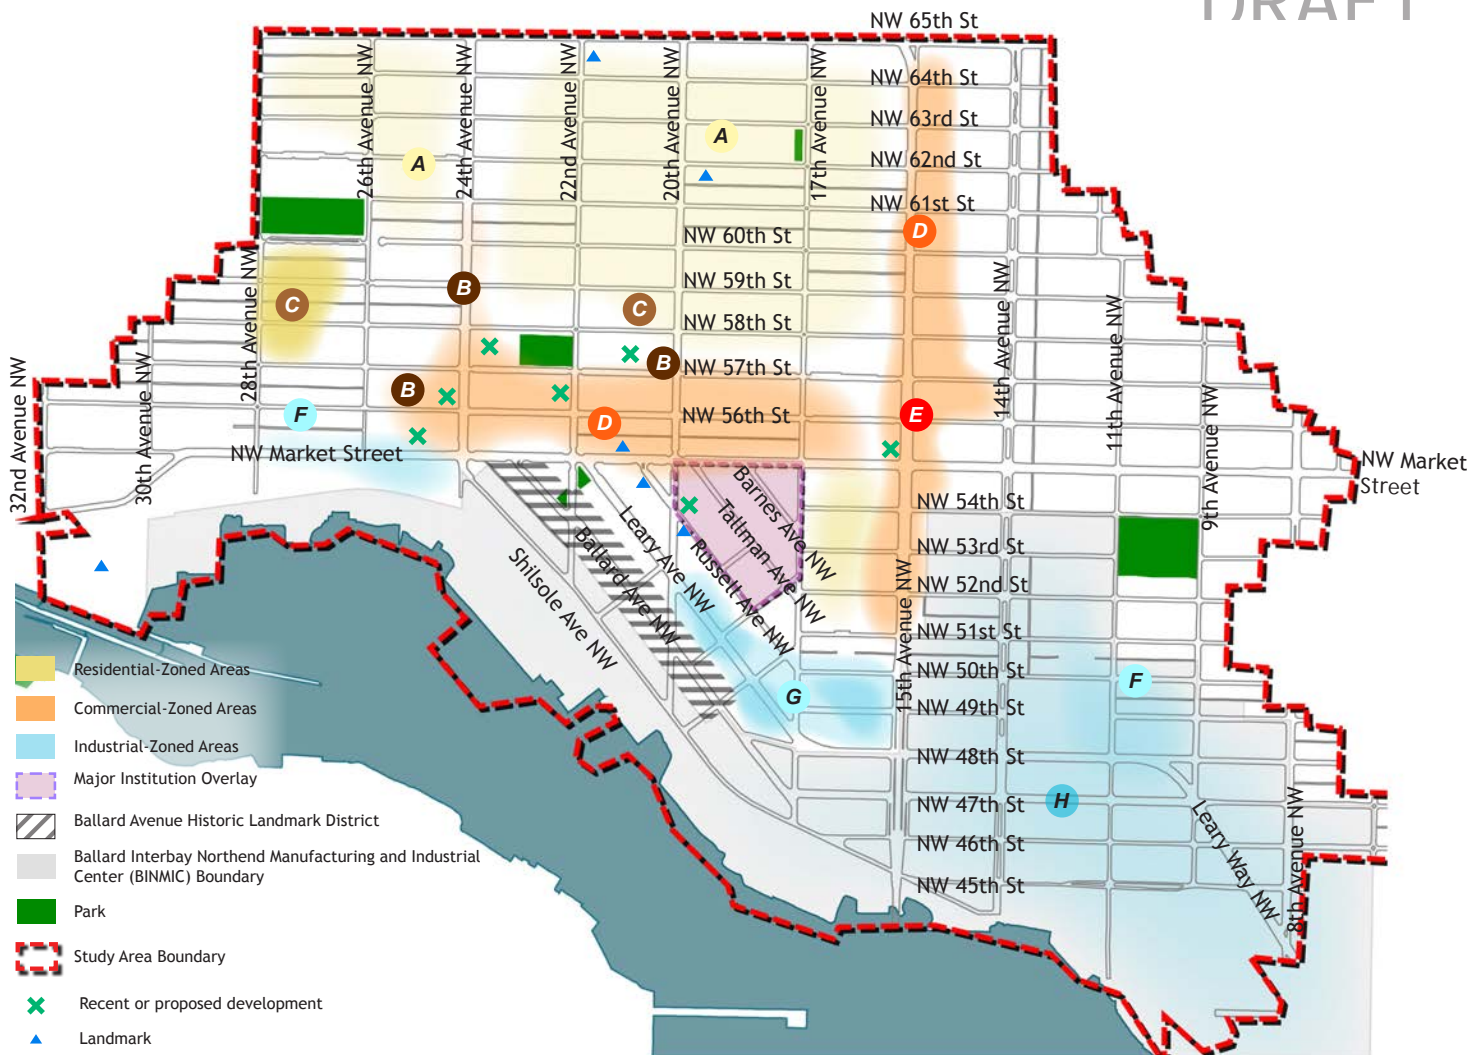 DRAFT
NW 65th St
NW 64th St
NW 63rd St
NW 62nd St
NW 61st St
26th Avenue NW
24th Avenue NW
22nd Avenue NW
20th Avenue NW
17th Avenue NW
A
A
D
NW 60th St
NW 59th St
NW 58th St
NW 57th St
NW 56th St
B
C
C
B
B
D
E
F
28th Avenue NW
30th Avenue NW
32nd Avenue NW
14th Avenue NW
11th Avenue NW
9th Avenue NW
NW Market Street
NW Market
Street
NW 54th St
NW 53rd St
NW 52nd St
NW 51st St
NW 50th St
NW 49th St
NW 48th St
NW 47th St
NW 46th St
NW 45th St
Barnes Ave NW
Tallman Ave NW
Russett Ave NW
Leary Ave NW
Ballard Ave NW
Shilsole Ave NW
15th Avenue NW
G
F
H
Leary Way NW
8th Avenue NW
Residential-Zoned Areas
Commercial-Zoned Areas
Industrial-Zoned Areas
Major Institution Overlay
Ballard Avenue Historic Landmark District
Ballard Interbay Northend Manufacturing and Industrial
Center (BINMIC) Boundary
Park
Study Area Boundary
Recent or proposed development
Landmark